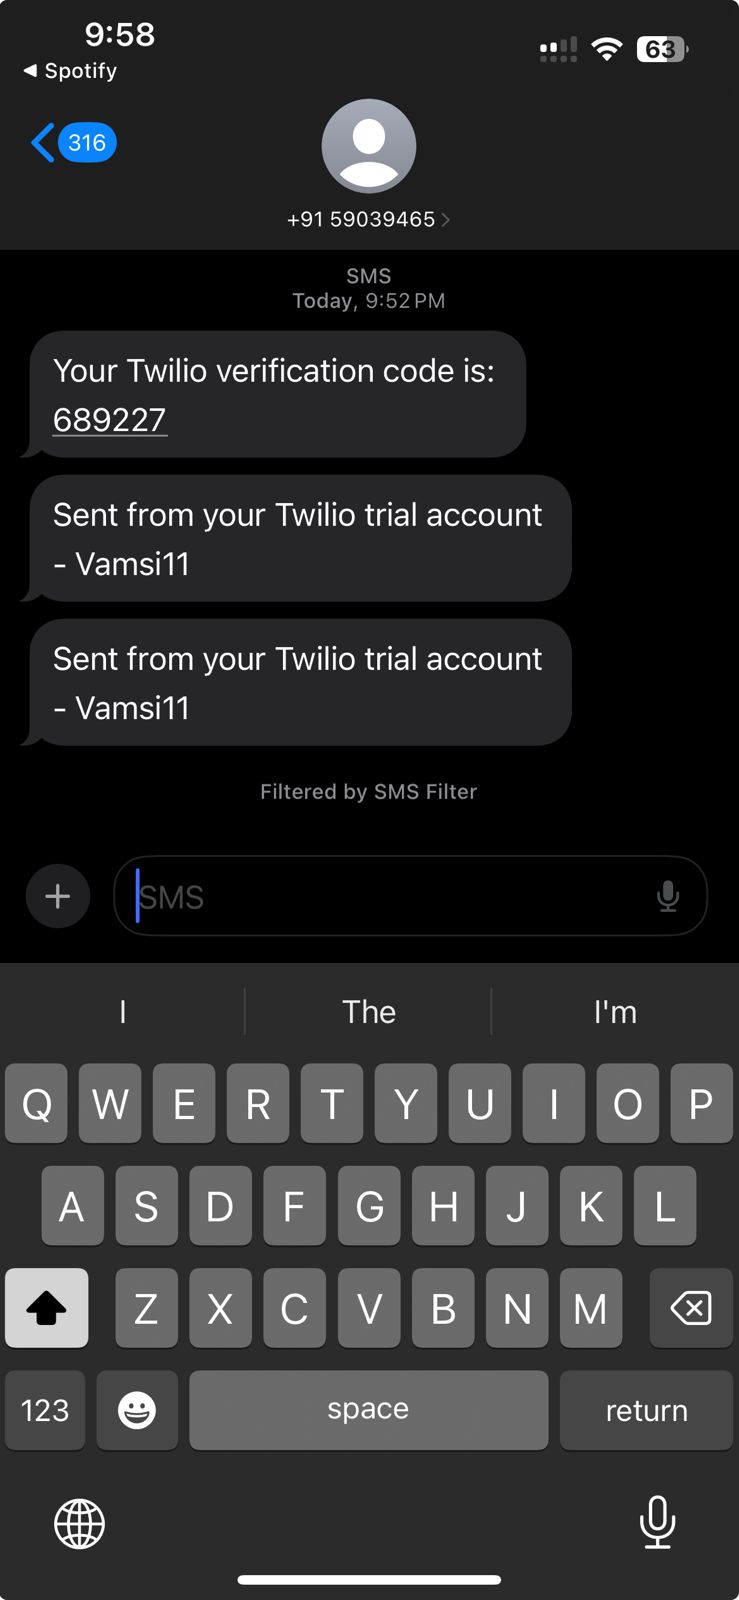 9:58
63
◀ Spotify
316
+91 59039465
SMS
Today, 9:52 PM
Your Twilio verification code is:
689227
Sent from your Twilio trial account
- Vamsi11
Sent from your Twilio trial account
- Vamsi11
Filtered by SMS Filter
SMS
I The I'm
Q W E R T Y U I O P
A S D F G H J K L
Z X C V B N M
123 space return